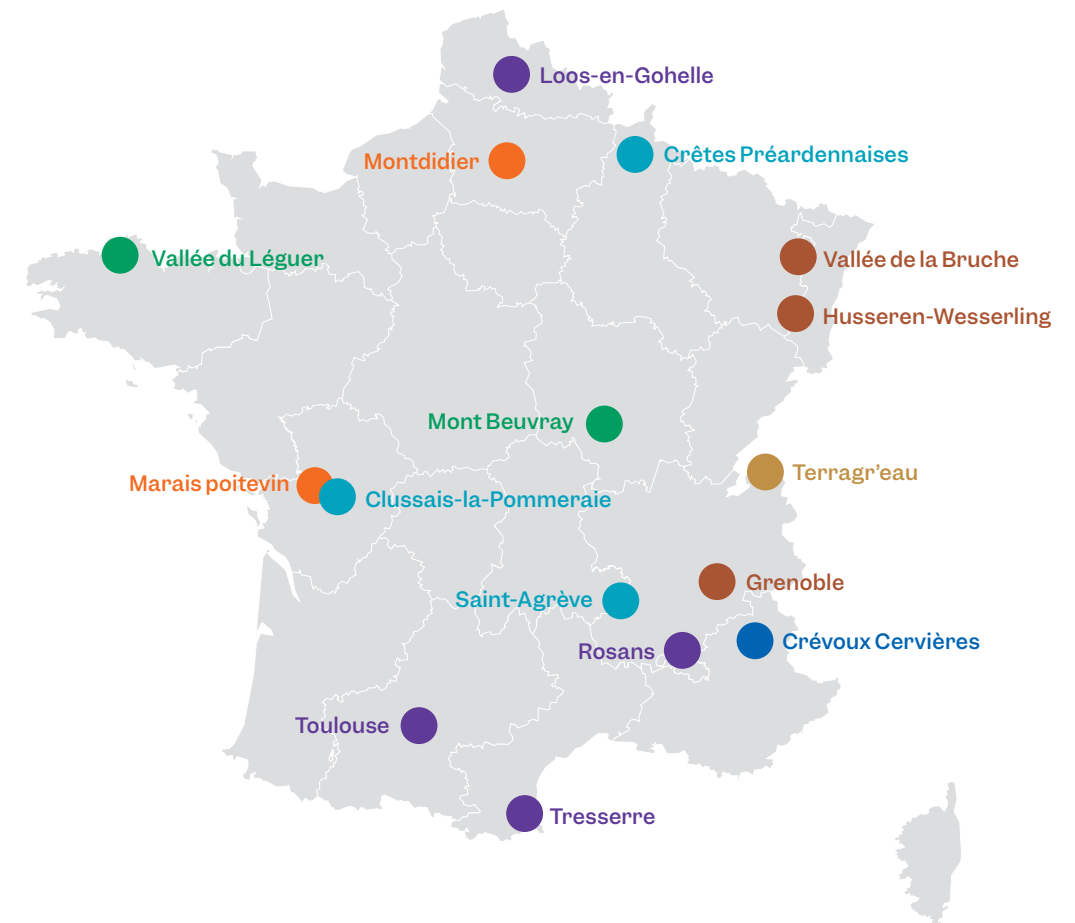 Loos-en-Gohelle
Montdidier
Crêtes Préardennaises
Vallée du Léguer
Vallée de la Bruche
Husseren-Wesserling
Mont Beuvray
Terragr’eau
Marais poitevin
Clussais-la-Pommeraie
Grenoble
Saint-Agrève
Crévoux Cervières
Rosans
Toulouse
Tresserre